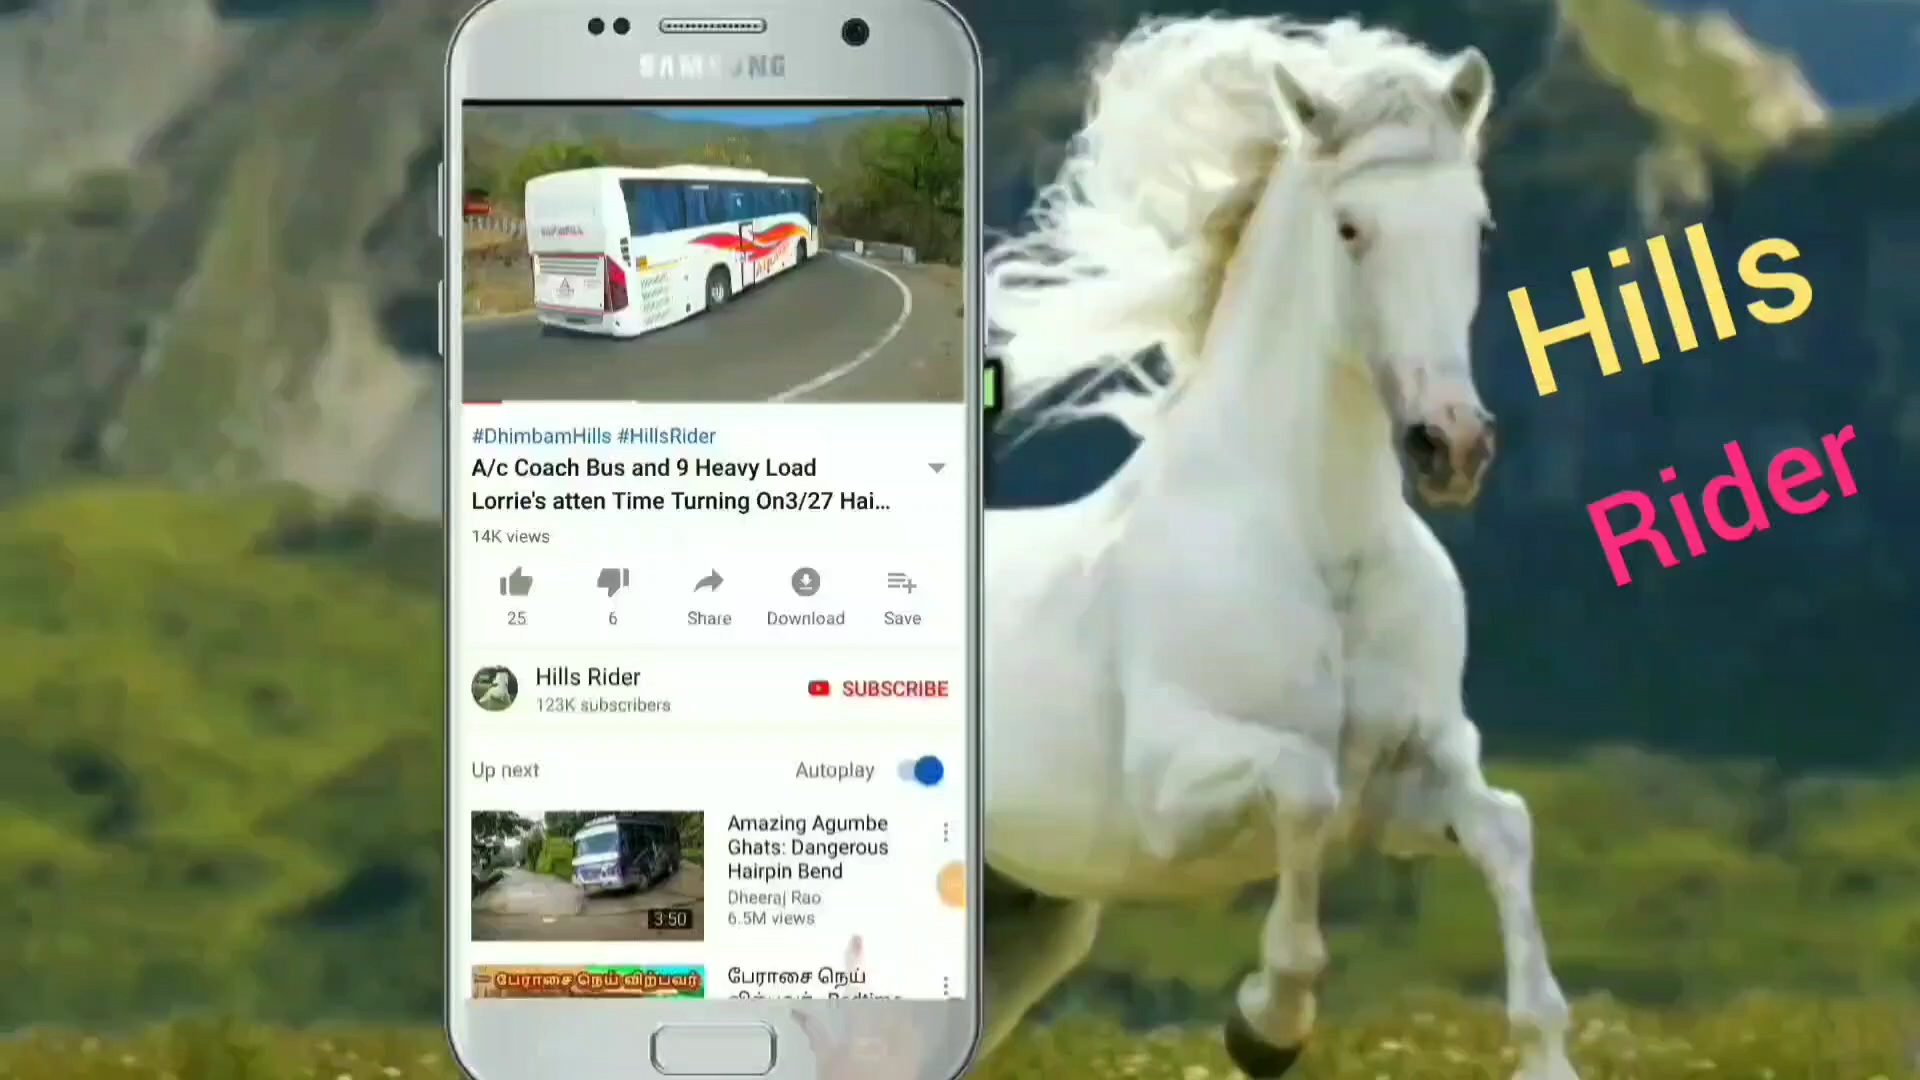 SAMSUNG
#DhimbamHills #HillsRider
A/c Coach Bus and 9 Heavy Load
Lorrie's atten Time Turning On3/27 Hai...
14K views
25
6
Share
Download
Save
Hills Rider
123K subscribers
SUBSCRIBE
Up next
Autoplay
3:50
Amazing Agumbe
Ghats: Dangerous
Hairpin Bend
Dheeraj Rao
6.5M views
பேராசை நெய் விற்பவர்
பேராசை நெய்
Hills
Rider